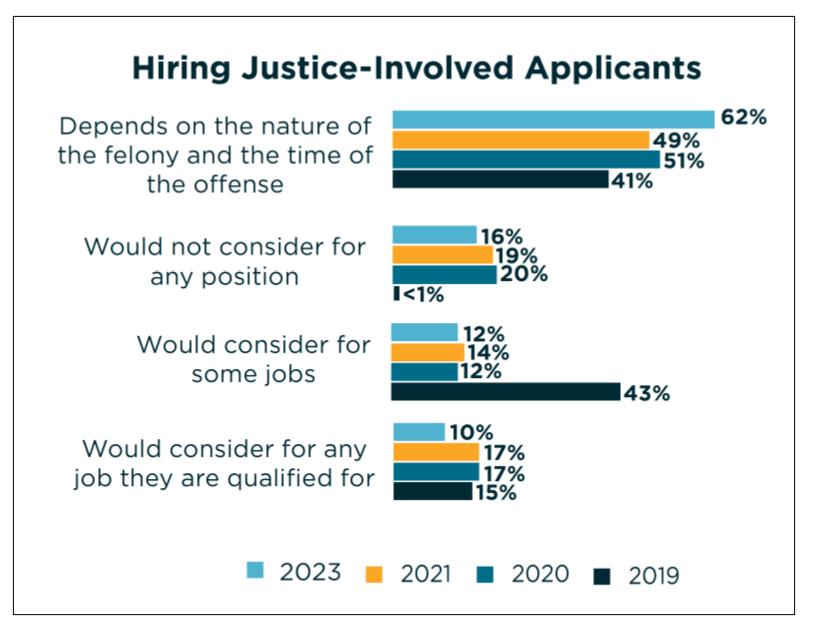 Hiring Justice-Involved Applicants
Depends on the nature of
the felony and the time of
the offense
62%
49%
51%
41%
Would not consider for
any position
16%
19%
20%
<1%
Would consider for
some jobs
12%
14%
12%
43%
Would consider for any
job they are qualified for
10%
17%
17%
15%
2023 2021 2020 2019